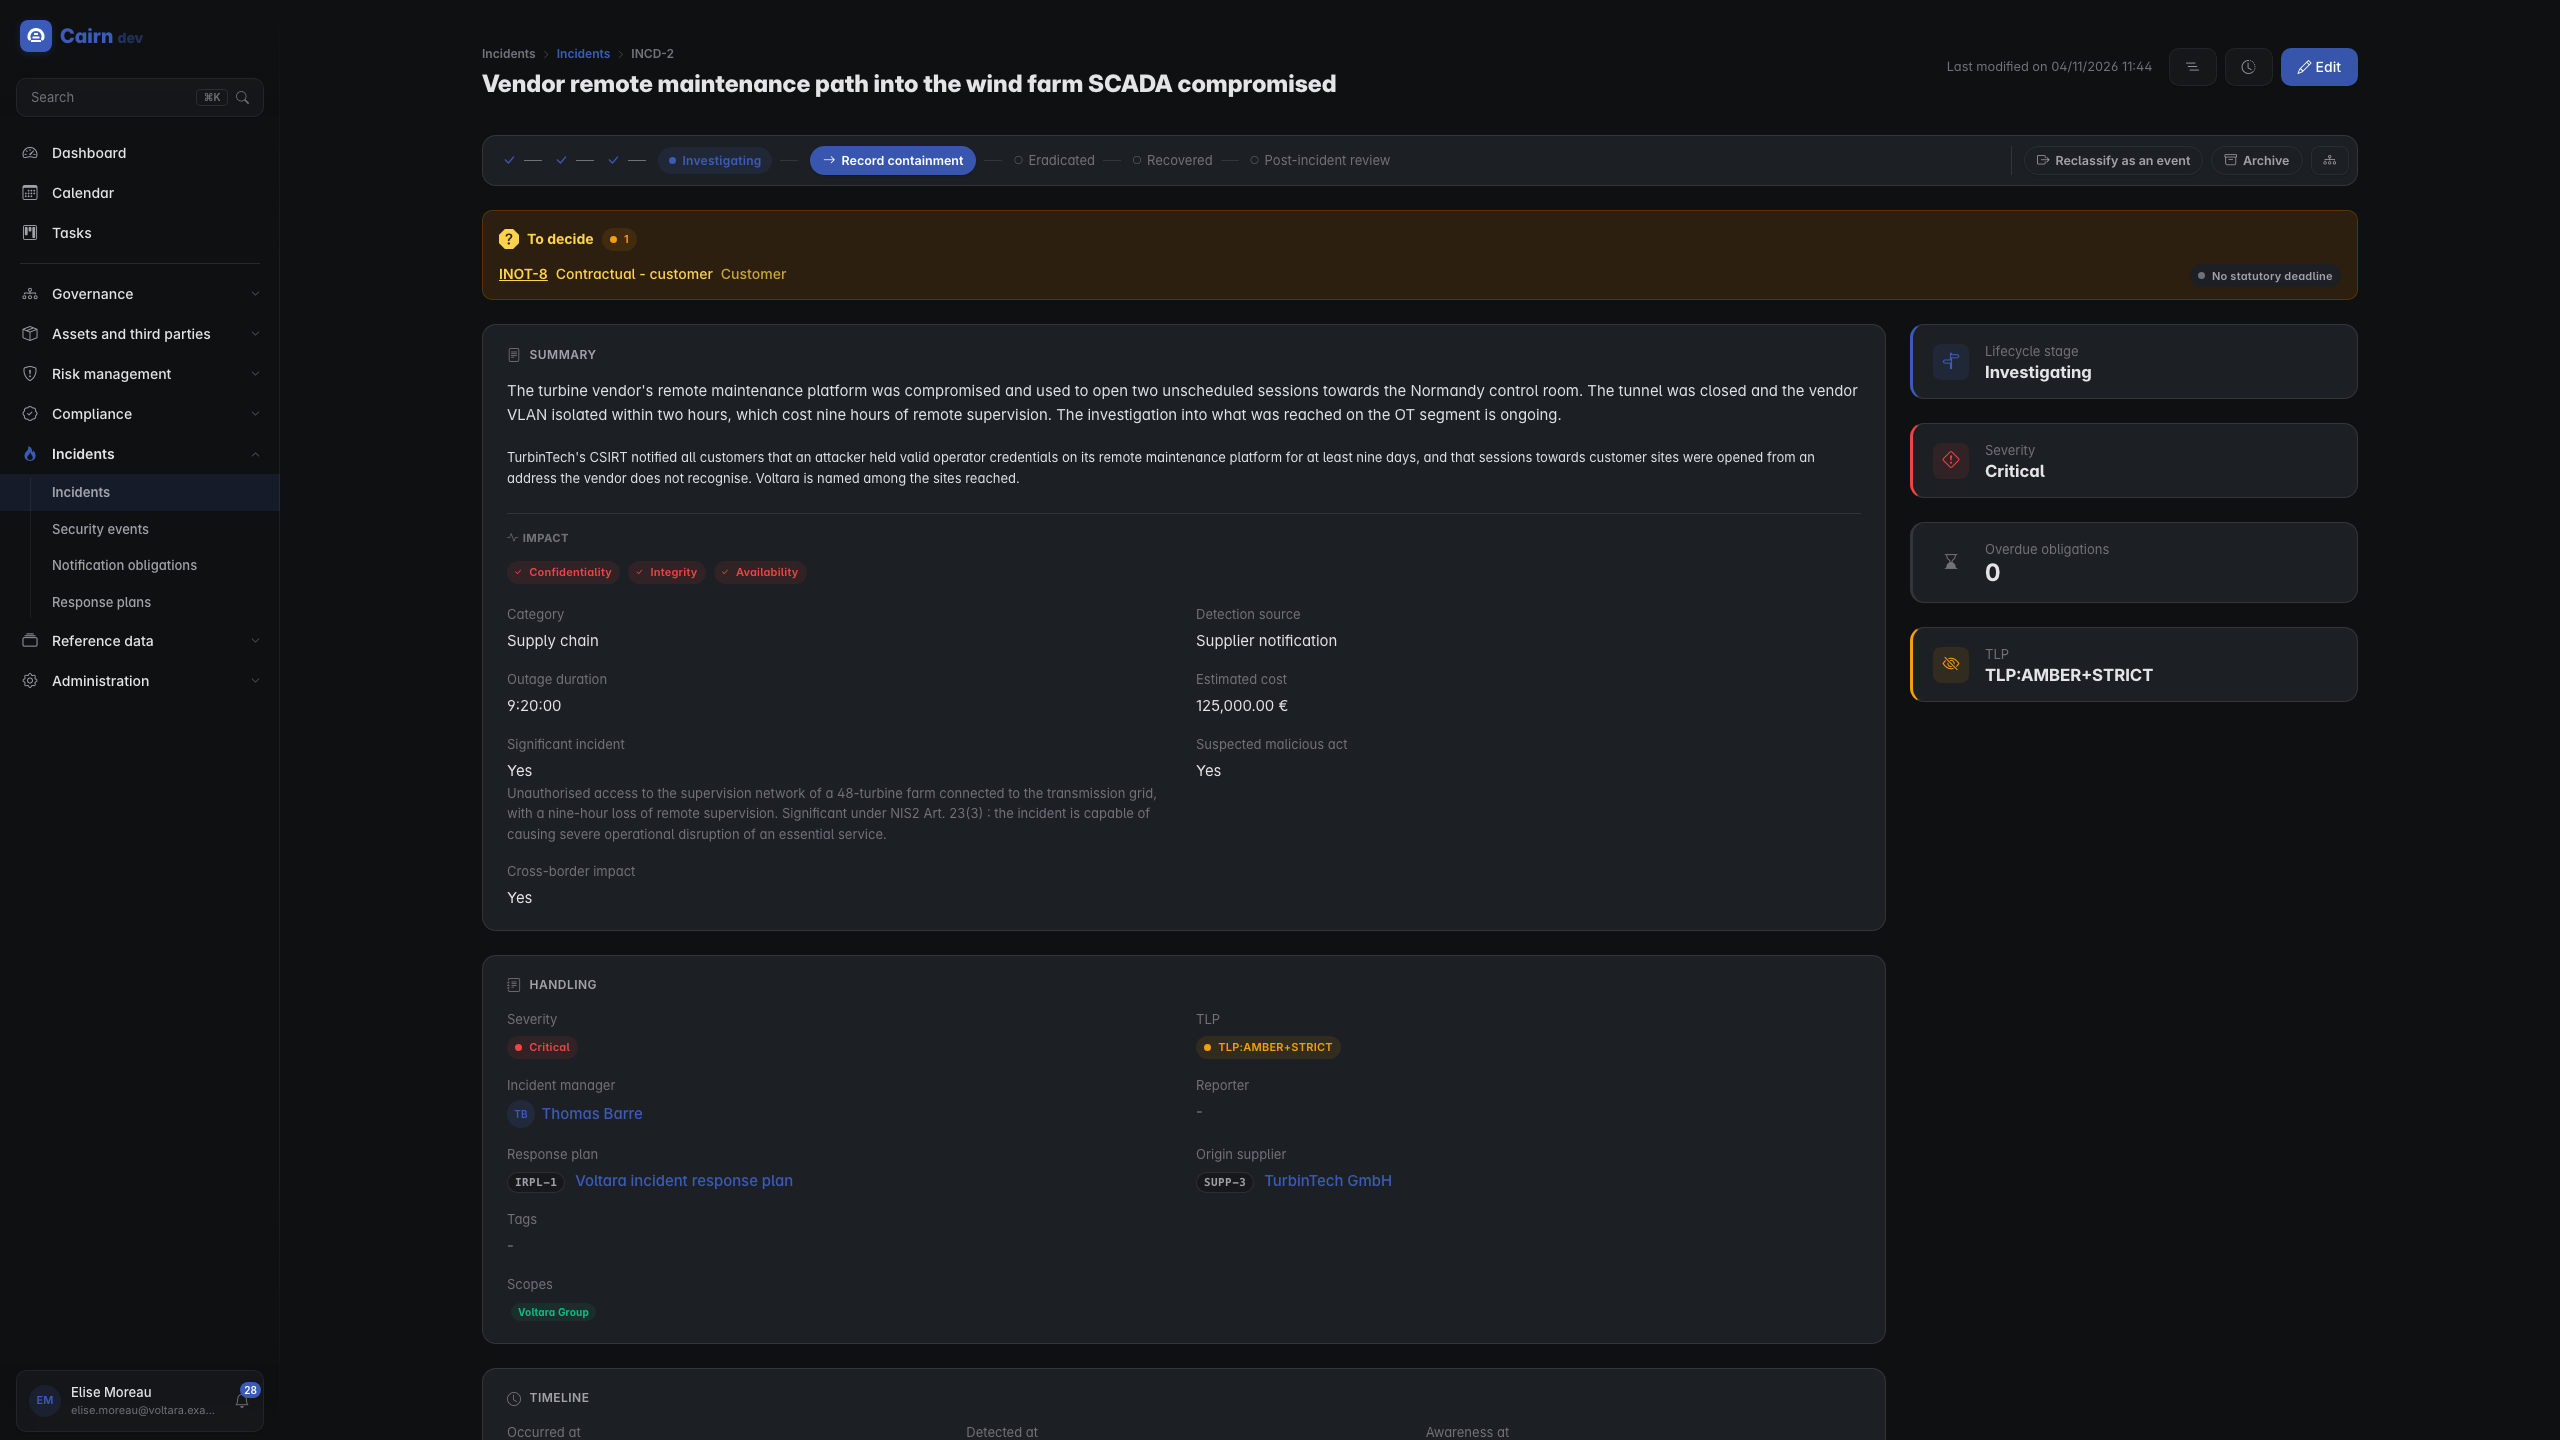 Cairn dev
Search ⌘K
Dashboard
Calendar
Tasks
Governance
Assets and third parties
Risk management
Compliance
Incidents
Incidents
Security events
Notification obligations
Response plans
Reference data
Administration
EM
Elise Moreau
elise.moreau@voltara.exa...
28
Incidents > Incidents > INCD-2
Vendor remote maintenance path into the wind farm SCADA compromised
Last modified on 04/11/2026 11:44
Edit
Investigating
Record containment
Eradicated
Recovered
Post-incident review
Reclassify as an event
Archive
To decide 1
INOT-8 Contractual - customer Customer
No statutory deadline
SUMMARY
The turbine vendor's remote maintenance platform was compromised and used to open two unscheduled sessions towards the Normandy control room. The tunnel was closed and the vendor
VLAN isolated within two hours, which cost nine hours of remote supervision. The investigation into what was reached on the OT segment is ongoing.
TurbinTech's CSIRT notified all customers that an attacker held valid operator credentials on its remote maintenance platform for at least nine days, and that sessions towards customer sites were opened from an
address the vendor does not recognise. Voltara is named among the sites reached.
IMPACT
Confidentiality Integrity Availability
Category
Supply chain
Detection source
Supplier notification
Outage duration
9:20:00
Estimated cost
125,000.00 €
Significant incident
Yes
Unauthorised access to the supervision network of a 48-turbine farm connected to the transmission grid,
with a nine-hour loss of remote supervision. Significant under NIS2 Art. 23(3) : the incident is capable of
causing severe operational disruption of an essential service.
Suspected malicious act
Yes
Cross-border impact
Yes
HANDLING
Severity
Critical
TLP
TLP:AMBER+STRICT
Incident manager
TB Thomas Barre
Reporter
-
Response plan
IRPL-1 Voltara incident response plan
Origin supplier
SUPP-3 TurbinTech GmbH
Tags
-
Scopes
Voltara Group
TIMELINE
Occurred at
Detected at
Awareness at
Lifecycle stage
Investigating
Severity
Critical
Overdue obligations
0
TLP
TLP:AMBER+STRICT